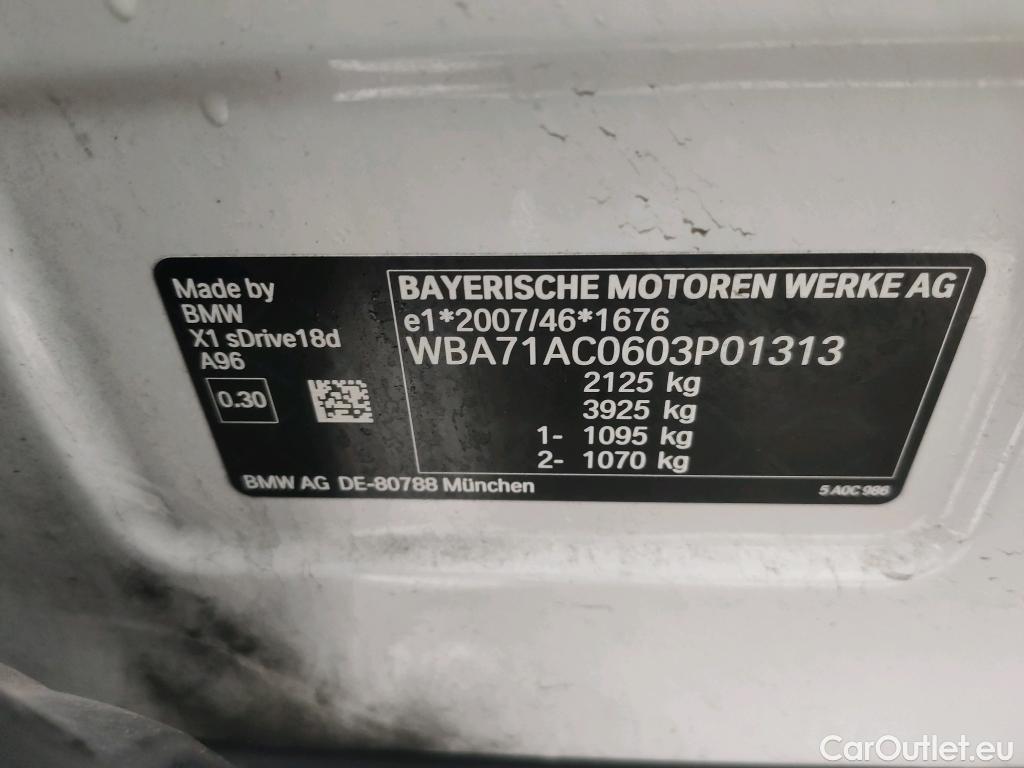 Made by
BMW
X1 sDrive18d
A96
0.30
BAYERISCHE MOTOREN WERKE AG
e1*2007/46*1676
WBA71AC0603P01313
2125 kg
3925 kg
1- 1095 kg
2- 1070 kg
BMW AG DE-80788 München
5 A0C 986
CarOutlet.eu